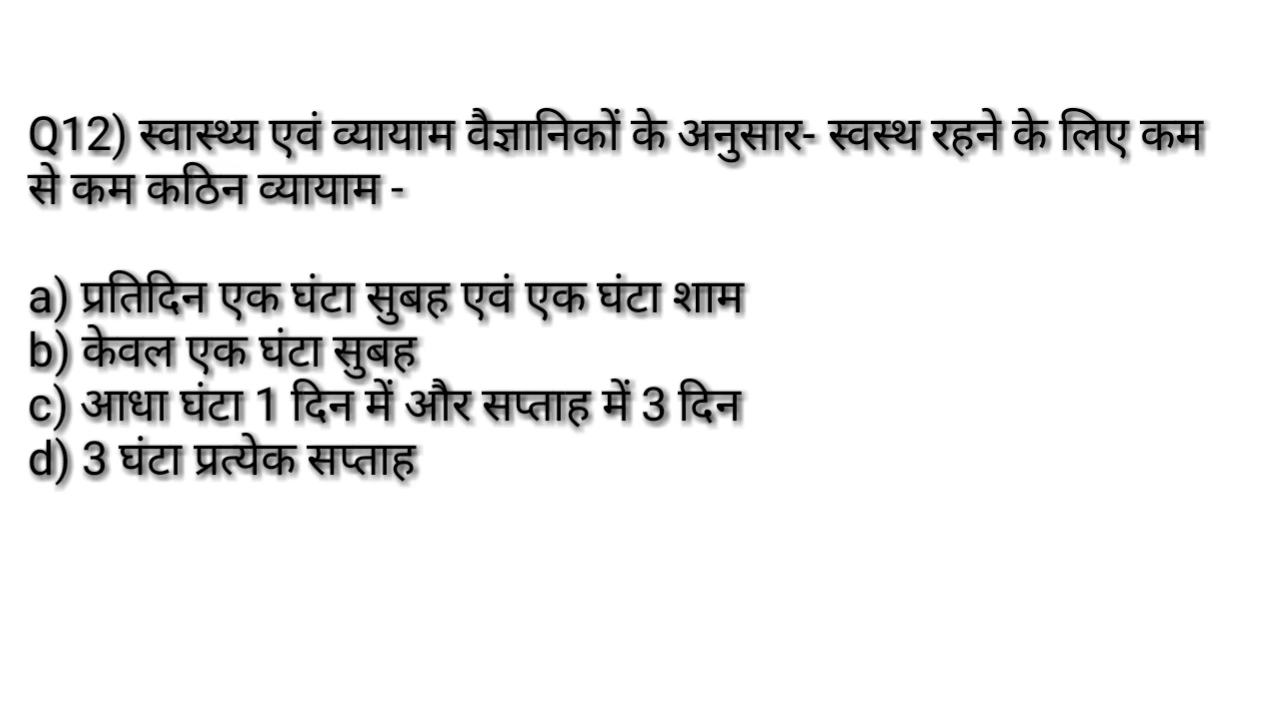 Q12) स्वास्थ्य एवं व्यायाम वैज्ञानिकों के अनुसार- स्वस्थ रहने के लिए कम
से कम कठिन व्यायाम -
a) प्रतिदिन एक घंटा सुबह एवं एक घंटा शाम
b) केवल एक घंटा सुबह
c) आधा घंटा 1 दिन में और सप्ताह में 3 दिन
d) 3 घंटा प्रत्येक सप्ताह